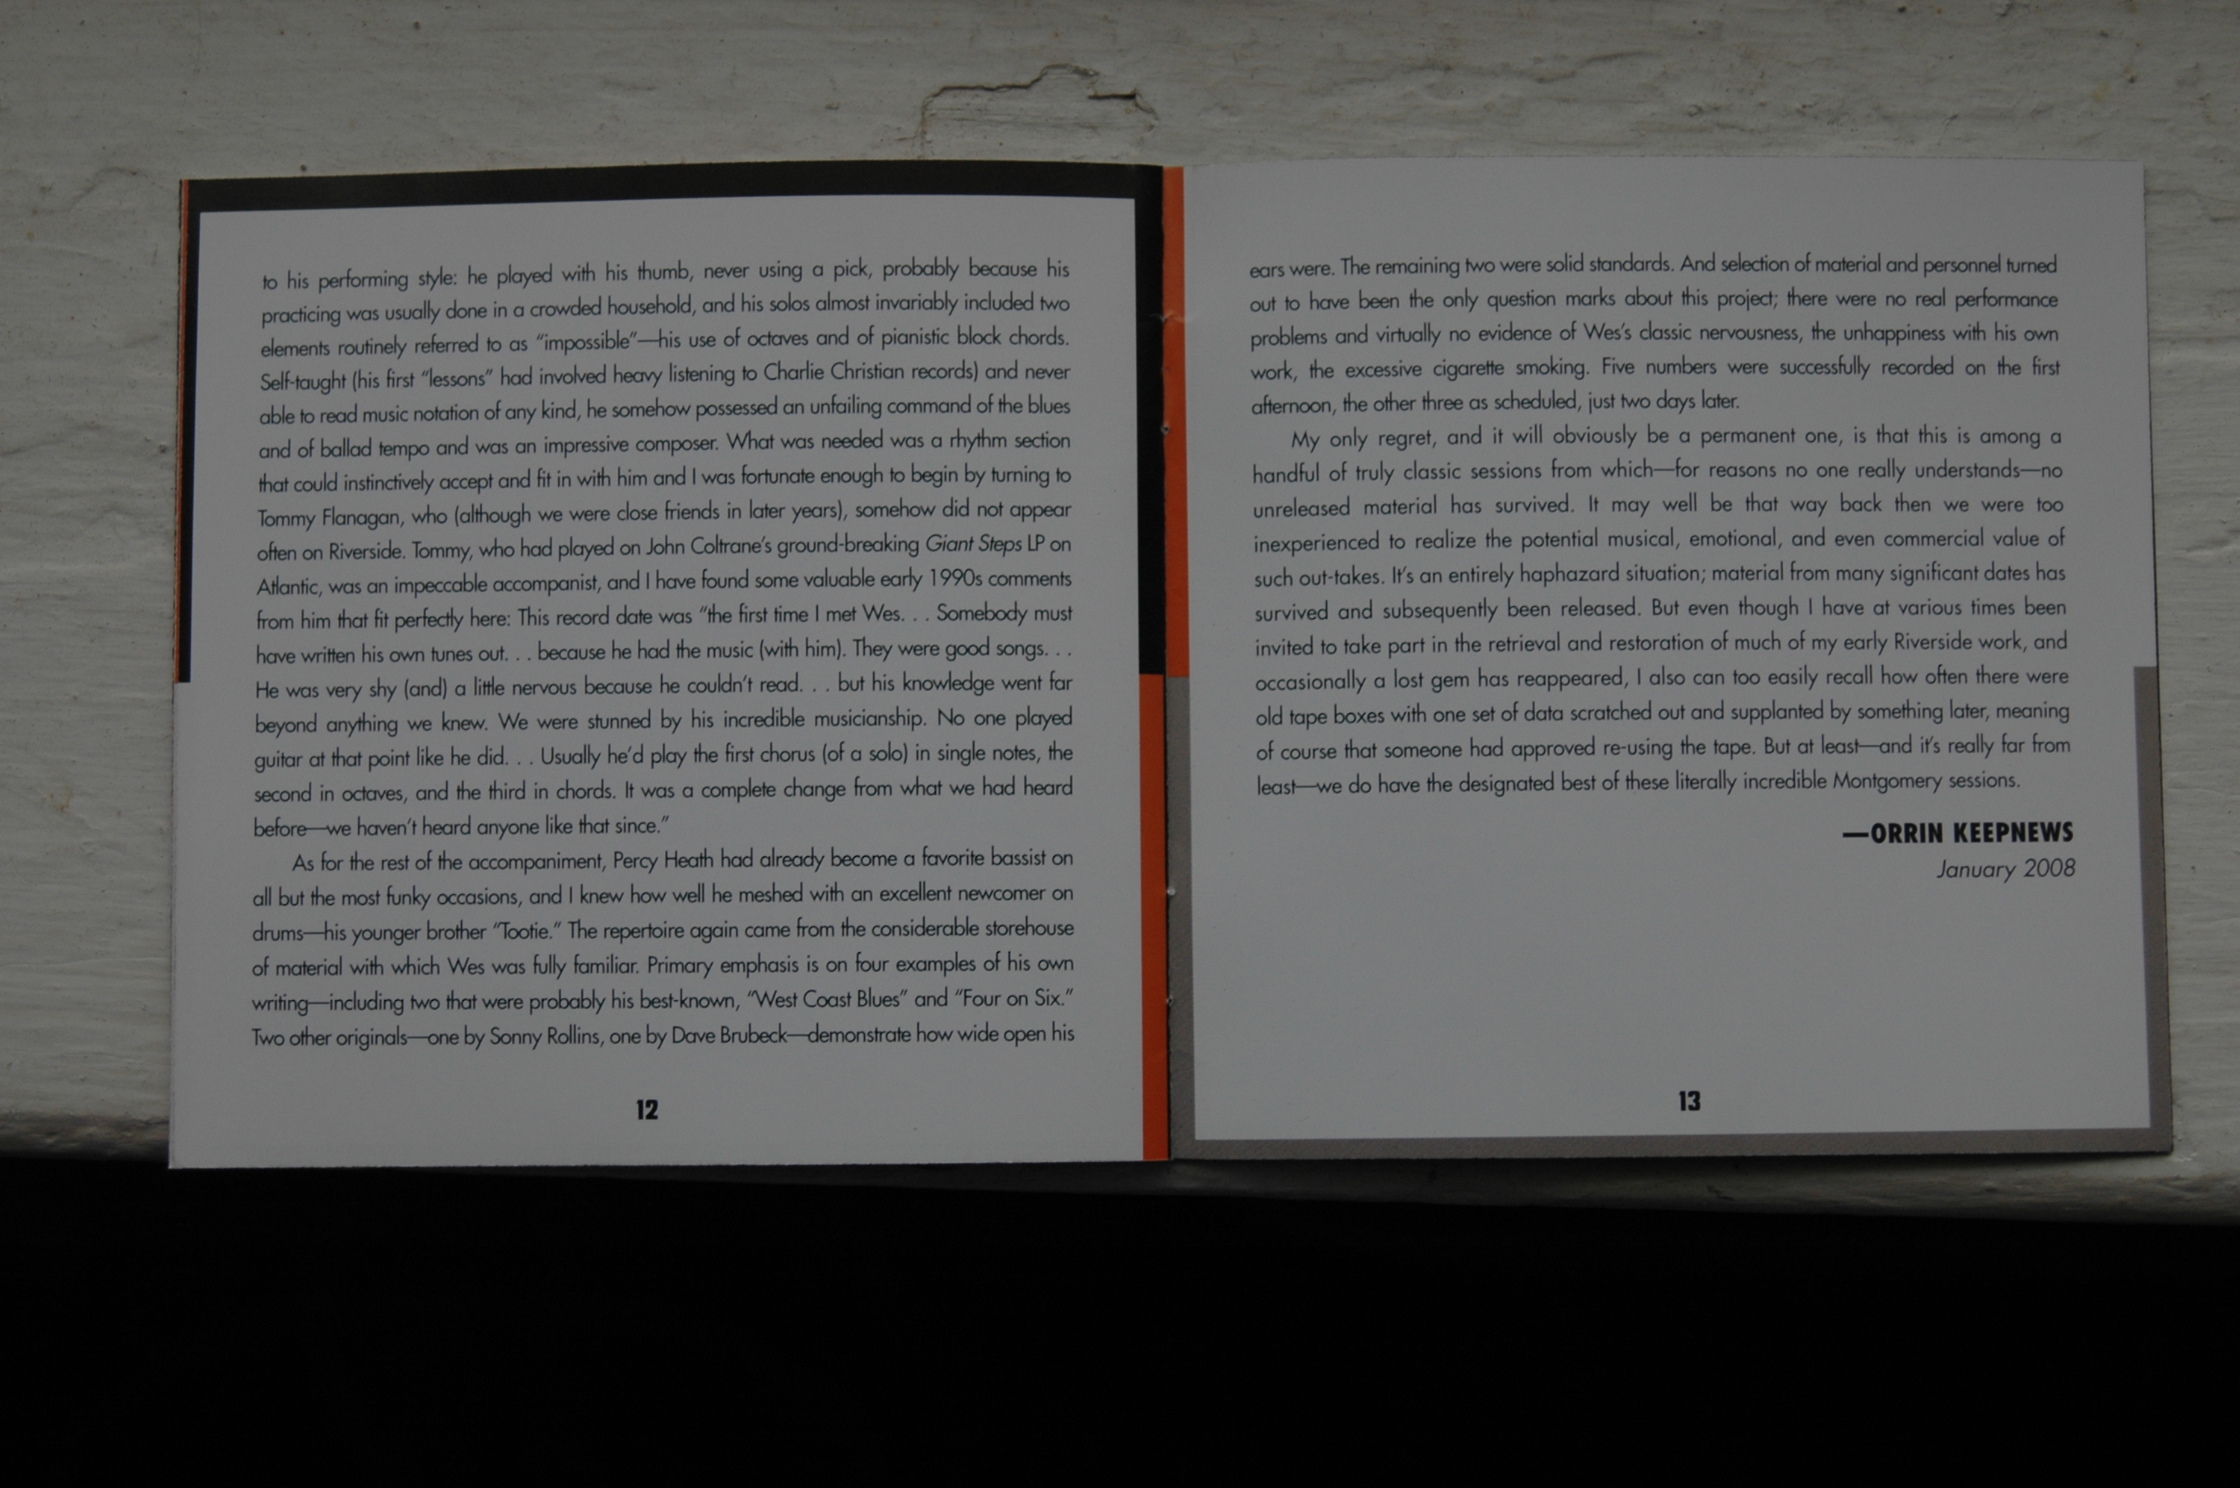 to his performing style: he played with his thumb, never using a pick, probably because his
practicing was usually done in a crowded household, and his solos almost invariably included two
elements routinely referred to as “impossible”—his use of octaves and of pianistic block chords.
Self-taught (his first “lessons” had involved heavy listening to Charlie Christian records) and never
able to read music notation of any kind, he somehow possessed an unfailing command of the blues
and of ballad tempo and was an impressive composer. What was needed was a rhythm section
that could instinctively accept and fit in with him and I was fortunate enough to begin by turning to
Tommy Flanagan, who (although we were close friends in later years), somehow did not appear
often on Riverside. Tommy, who had played on John Coltrane’s ground-breaking Giant Steps LP on
Atlantic, was an impeccable accompanist, and I have found some valuable early 1990s comments
from him that fit perfectly here: This record date was “the first time I met Wes. . . Somebody must
have written his own tunes out. . . because he had the music (with him). They were good songs. . .
He was very shy (and) a little nervous because he couldn’t read. . . but his knowledge went far
beyond anything we knew. We were stunned by his incredible musicianship. No one played
guitar at that point like he did. . . Usually he’d play the first chorus (of a solo) in single notes, the
second in octaves, and the third in chords. It was a complete change from what we had heard
before—we haven’t heard anyone like that since.”
As for the rest of the accompaniment, Percy Heath had already become a favorite bassist on
all but the most funky occasions, and I knew how well he meshed with an excellent newcomer on
drums—his younger brother “Tootie.” The repertoire again came from the considerable storehouse
of material with which Wes was fully familiar. Primary emphasis is on four examples of his own
writing—including two that were probably his best-known, “West Coast Blues” and “Four on Six.”
Two other originals—one by Sonny Rollins, one by Dave Brubeck—demonstrate how wide open his
12
ears were. The remaining two were solid standards. And selection of material and personnel turned
out to have been the only question marks about this project; there were no real performance
problems and virtually no evidence of Wes’s classic nervousness, the unhappiness with his own
work, the excessive cigarette smoking. Five numbers were successfully recorded on the first
afternoon, the other three as scheduled, just two days later.
My only regret, and it will obviously be a permanent one, is that this is among a
handful of truly classic sessions from which—for reasons no one really understands—no
unreleased material has survived. It may well be that way back then we were too
inexperienced to realize the potential musical, emotional, and even commercial value of
such out-takes. It’s an entirely haphazard situation; material from many significant dates has
survived and subsequently been released. But even though I have at various times been
invited to take part in the retrieval and restoration of much of my early Riverside work, and
occasionally a lost gem has reappeared, I also can too easily recall how often there were
old tape boxes with one set of data scratched out and supplanted by something later, meaning
of course that someone had approved re-using the tape. But at least—and it’s really far from
least—we do have the designated best of these literally incredible Montgomery sessions.
—ORRIN KEEPNEWS
January 2008
13